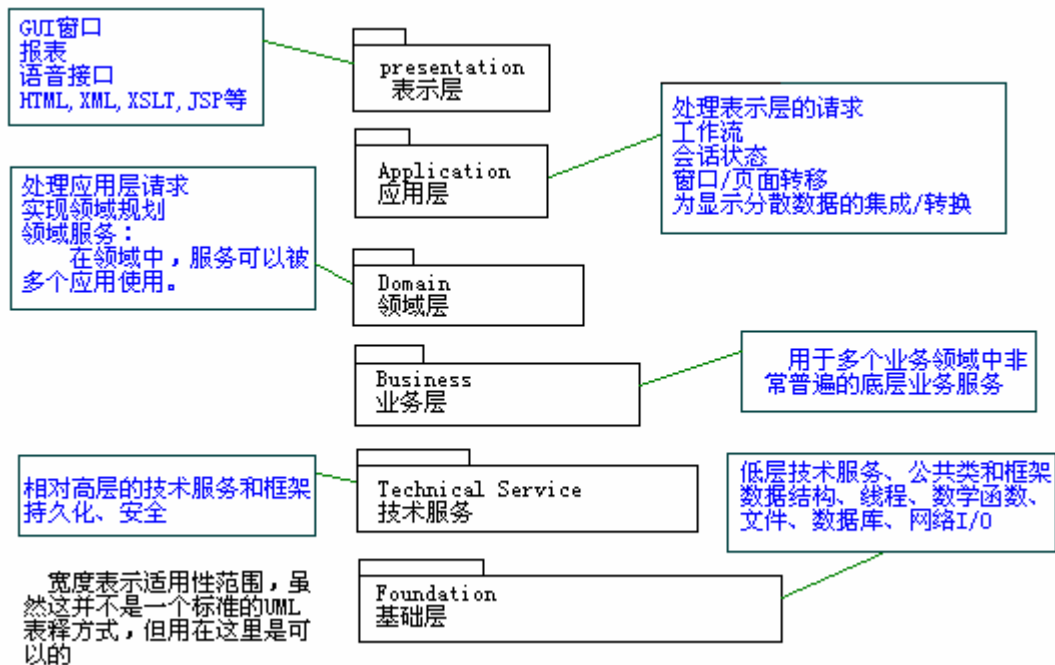 GUI窗口
报表
语音接口
HTML,XML,XSLT,JSP等
presentation
表示层
处理表示层的请求
工作流
会话状态
窗口/页面转移
为显示分散数据的集成/转换
Application
应用层
处理应用层请求
实现领域规划
领域服务：
在领域中，服务可以被
多个应用使用。
Domain
领域层
Business
业务层
用于多个业务领域中非
常普遍的底层业务服务
相对高层的技术服务和框架
持久化、安全
Technical Service
技术服务
低层技术服务、公共类和框架
数据结构、线程、数学函数、
文件、数据库、网络I/O
Foundation
基础层
宽度表示适用性范围，虽
然这并不是一个标准的UML
表释方式，但用在这里是可
以的